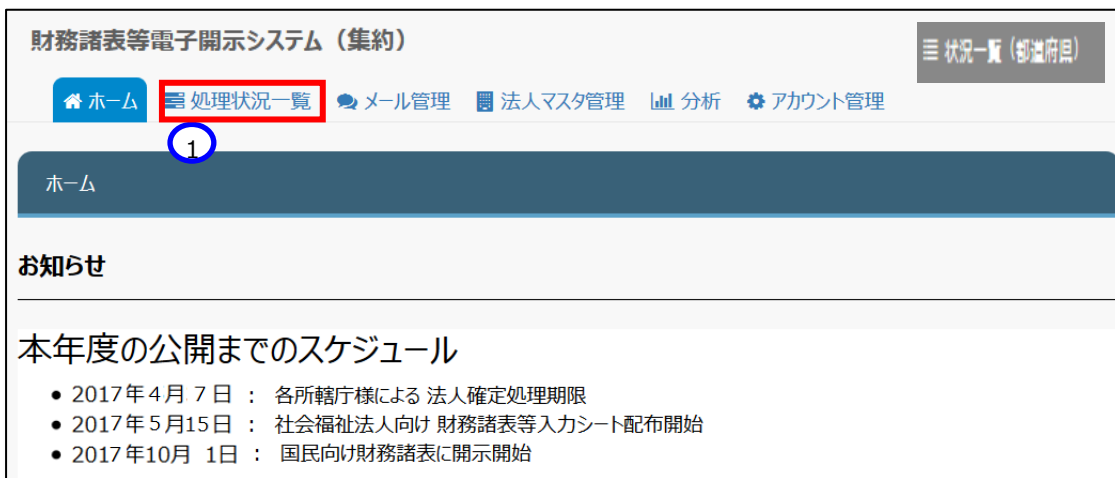 財務諸表等電子開示システム（集約）
状況一覧（都道府県）
ホーム 処理状況一覧 メール管理 法人マスタ管理 分析 アカウント管理
1
ホーム
お知らせ
本年度の公開までのスケジュール
● 2017年4月 7日 ： 各所轄庁様による 法人確定処理期限
● 2017年5月15日 ： 社会福祉法人向け 財務諸表等入力シート配布開始
● 2017年10月 1日 ： 国民向け財務諸表に開示開始